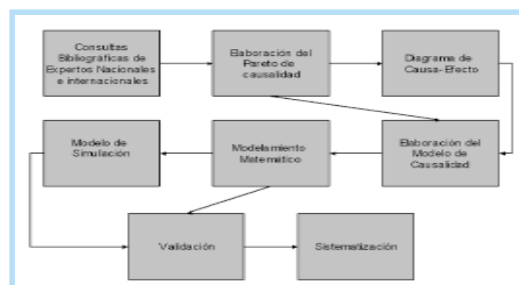 Consultas
Bibliográficas de
Expertos Nacionales
e internacionales
Elaboración del
Pareto de
causalidad
Diagrama de
Causa-Efecto
Modelo de
Simulación
Modelamiento
Matemático
Elaboración del
Modelo de
Causalidad
Validación
Sistematización